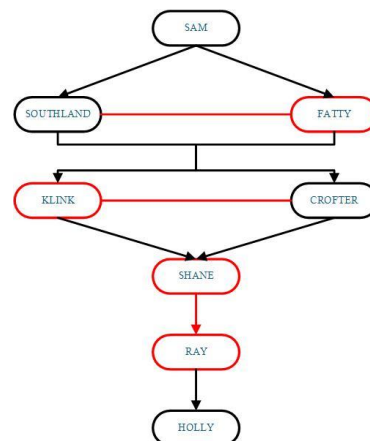 SAM
SOUTHLAND
FATTY
KLINK
CROFTER
SHANE
RAY
HOLLY